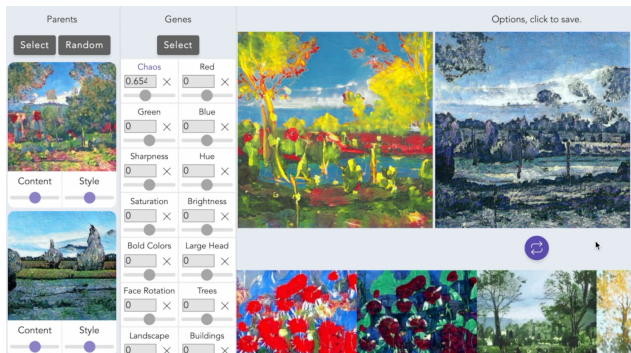 Parents
Genes
Options, click to save.
Select Random
Select
Chaos Red
0.654 0
Green Blue
0 0
Sharpness Hue
0 0
Content Style
Saturation Brightness
0 0
Bold Colors Large Head
0 0
Face Rotation Trees
0 0
Content Style
Landscape Buildings
0 0